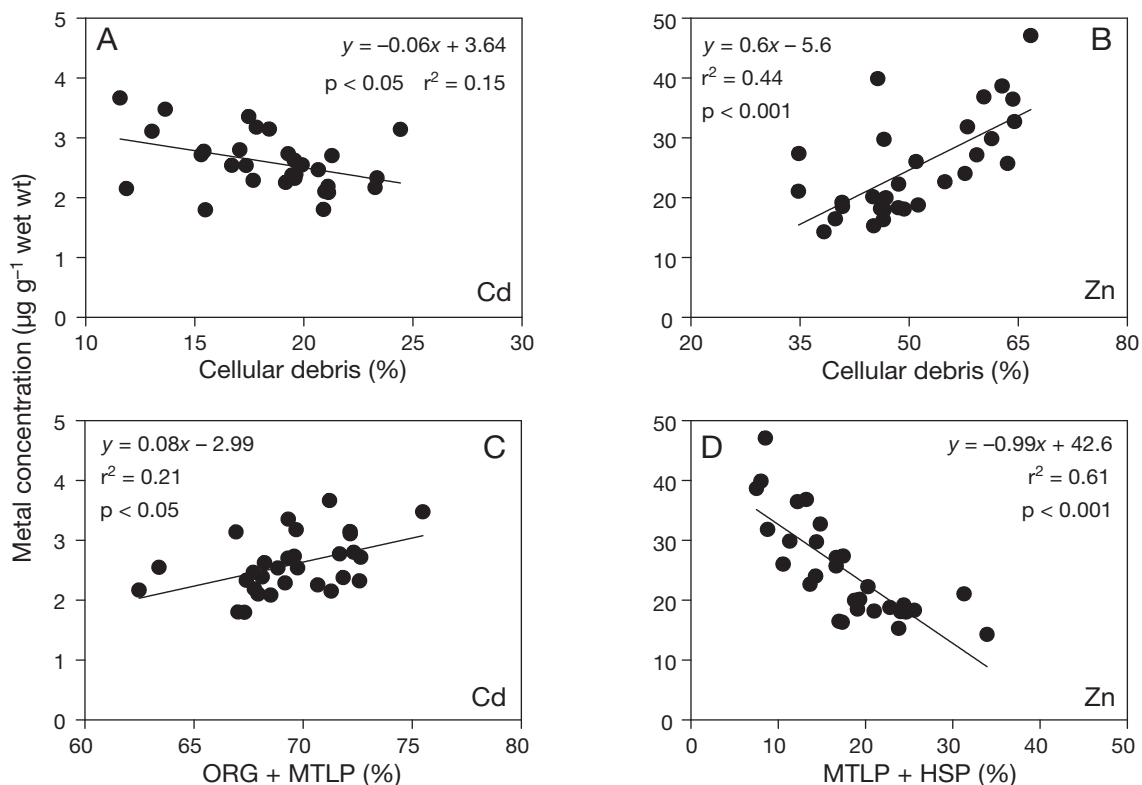 Metal concentration (µg g⁻¹ wet wt)
A
y = –0.06x + 3.64
p < 0.05 r² = 0.15
5
4
3
2
1
0
Cd
10 15 20 25 30
Cellular debris (%)
B
y = 0.6x – 5.6
r² = 0.44
p < 0.001
50
40
30
20
10
0
Zn
20 35 50 65 80
Cellular debris (%)
C
y = 0.08x – 2.99
r² = 0.21
p < 0.05
5
4
3
2
1
0
Cd
60 65 70 75 80
ORG + MTLP (%)
D
y = –0.99x + 42.6
r² = 0.61
p < 0.001
50
40
30
20
10
0
Zn
0 10 20 30 40 50
MTLP + HSP (%)